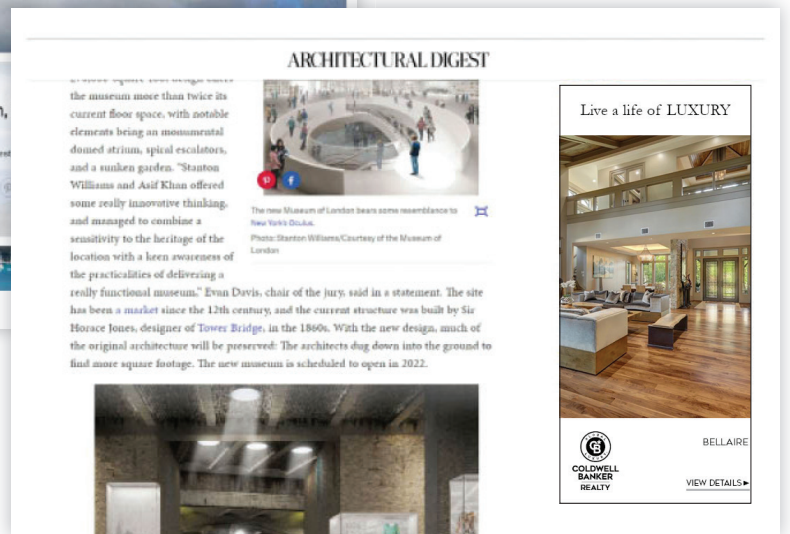 ARCHITECTURAL DIGEST
the museum more than twice its
current floor space, with notable
elements being an monumental
domed atrium, spiral escalators,
and a sunken garden. "Stanton
Williams and Asif Khan offered
some really innovative thinking,
and managed to combine a
sensitivity to the heritage of the
location with a keen awareness of
the practicalities of delivering a
really functional museum," Evan Davis, chair of the jury, said in a statement. The site
has been a market since the 12th century, and the current structure was built by Sir
Horace Jones, designer of Tower Bridge, in the 1860s. With the new design, much of
the original architecture will be preserved: The architects dug down into the ground to
find more square footage. The new museum is scheduled to open in 2022.
The new Museum of London bears some resemblance to
New York's Oculus.
Photo: Stanton Williams/Courtesy of the Museum of
London
Live a life of LUXURY
COLDWELL
BANKER
REALTY
BELLAIRE
VIEW DETAILS▶